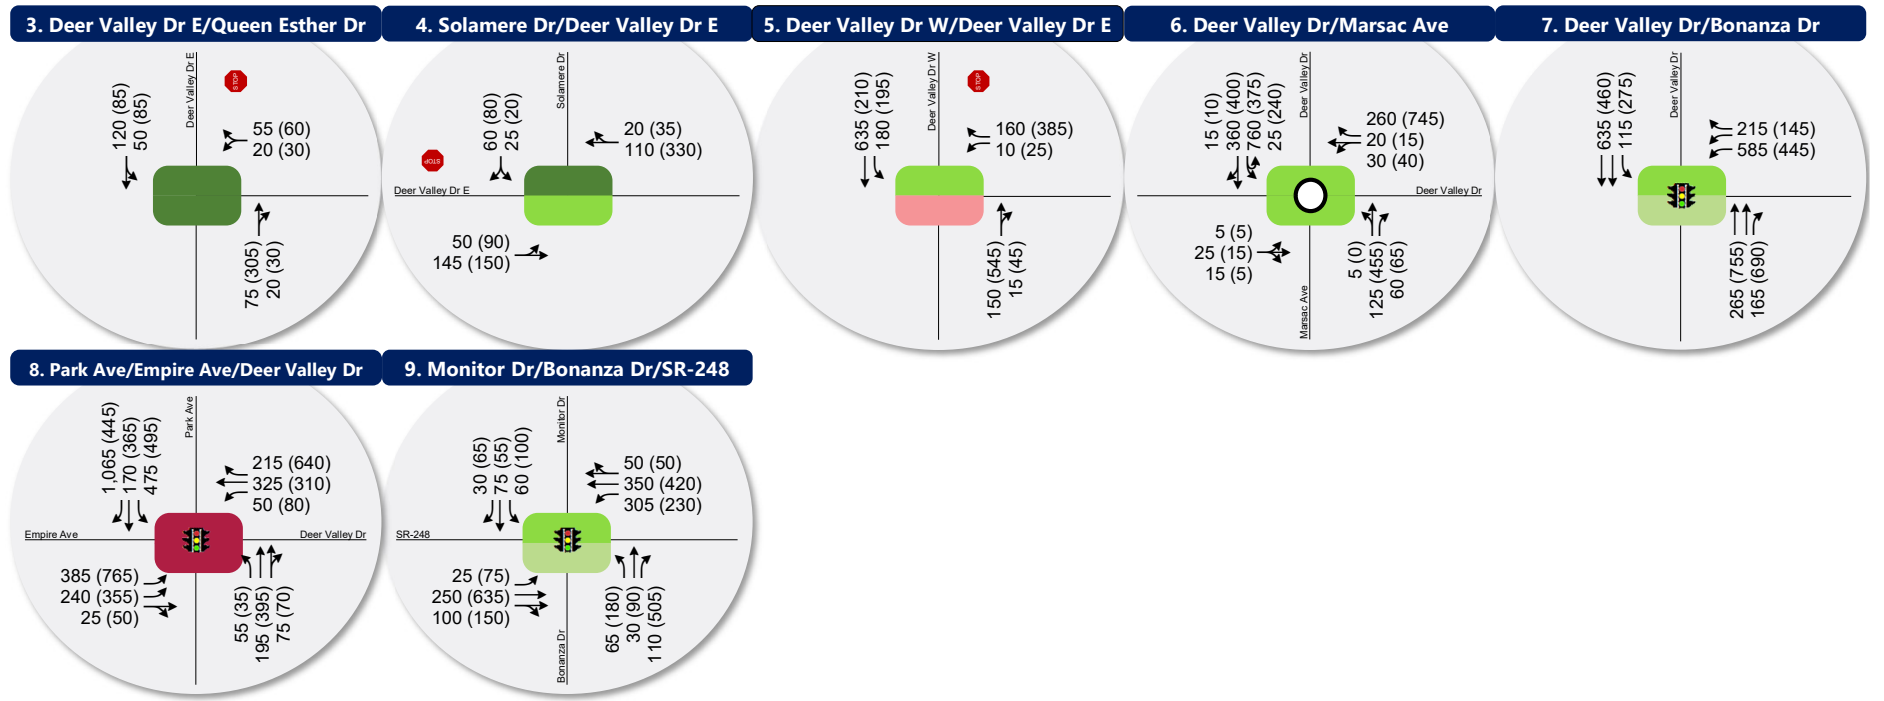 3. Deer Valley Dr E/Queen Esther Dr
120 (85)
50 (85)
Deer Valley Dr E
STOP
55 (60)
20 (30)
75 (305)
20 (30)
4. Solamere Dr/Deer Valley Dr E
STOP
60 (80)
25 (20)
Solamere Dr
20 (35)
110 (330)
Deer Valley Dr E
50 (90)
145 (150)
5. Deer Valley Dr W/Deer Valley Dr E
635 (210)
180 (195)
Deer Valley Dr W
STOP
160 (385)
10 (25)
150 (545)
15 (45)
6. Deer Valley Dr/Marsac Ave
15 (10)
360 (400)
760 (375)
25 (240)
Deer Valley Dr
260 (745)
20 (15)
30 (40)
Deer Valley Dr
5 (5)
25 (15)
15 (5)
Marsac Ave
5 (0)
125 (455)
60 (65)
7. Deer Valley Dr/Bonanza Dr
635 (460)
115 (275)
Deer Valley Dr
215 (145)
585 (445)
265 (755)
165 (690)
8. Park Ave/Empire Ave/Deer Valley Dr
1,065 (445)
170 (365)
475 (495)
Park Ave
215 (640)
325 (310)
50 (80)
Empire Ave
Deer Valley Dr
385 (765)
240 (355)
25 (50)
55 (35)
195 (395)
75 (70)
9. Monitor Dr/Bonanza Dr/SR-248
30 (65)
75 (55)
60 (100)
Monitor Dr
50 (50)
350 (420)
305 (230)
SR-248
25 (75)
250 (635)
100 (150)
Bonanza Dr
65 (180)
30 (90)
110 (505)